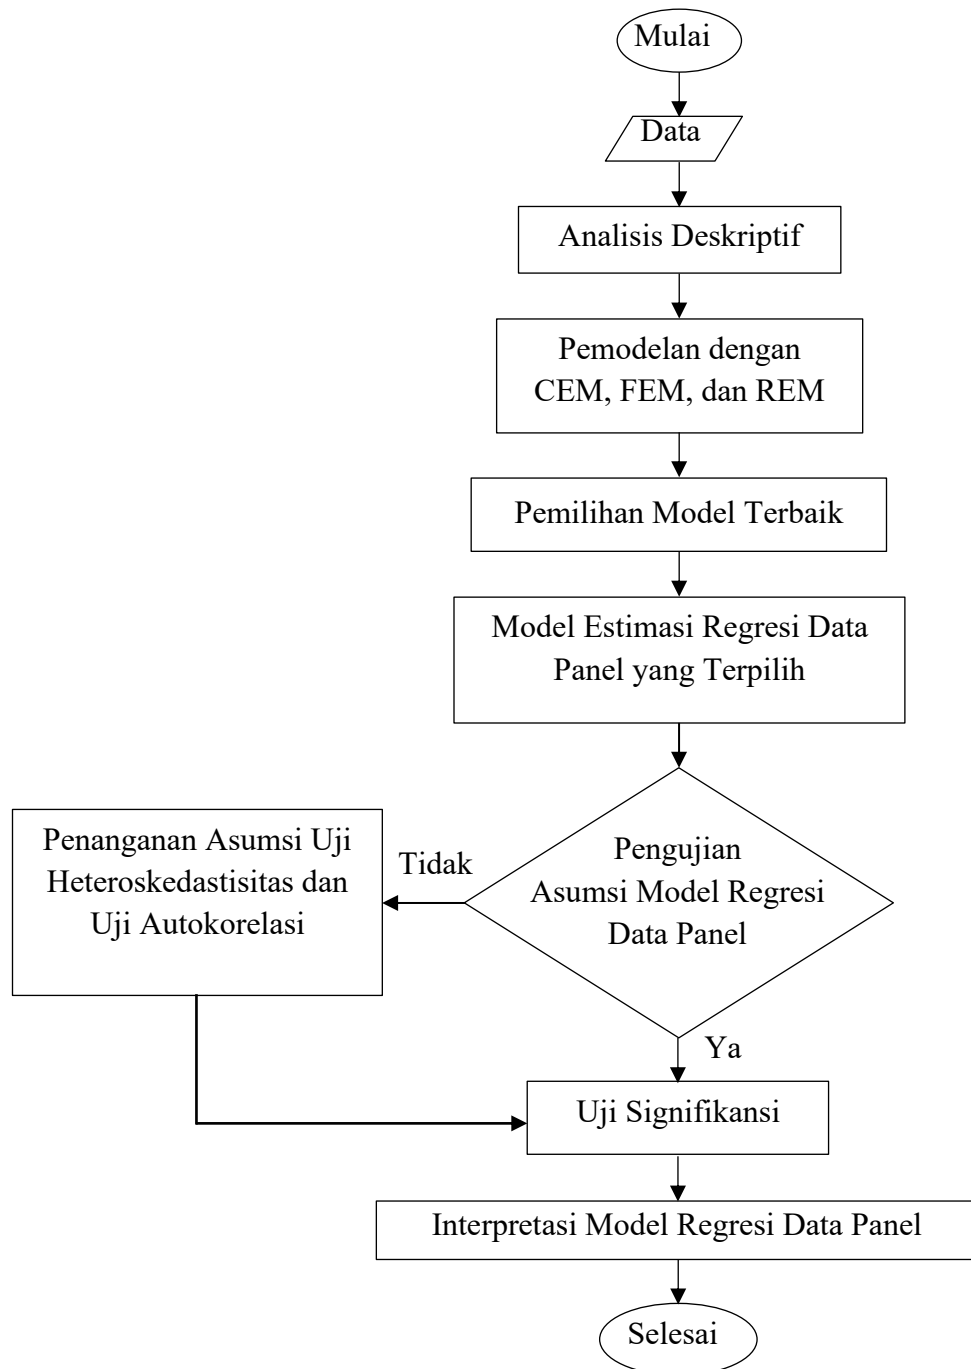 Mulai
Data
Analisis Deskriptif
Pemodelan dengan
CEM, FEM, dan REM
Pemilihan Model Terbaik
Model Estimasi Regresi Data
Panel yang Terpilih
Pengujian
Asumsi Model Regresi
Data Panel
Tidak
Penanganan Asumsi Uji
Heteroskedastisitas dan
Uji Autokorelasi
Ya
Uji Signifikansi
Interpretasi Model Regresi Data Panel
Selesai